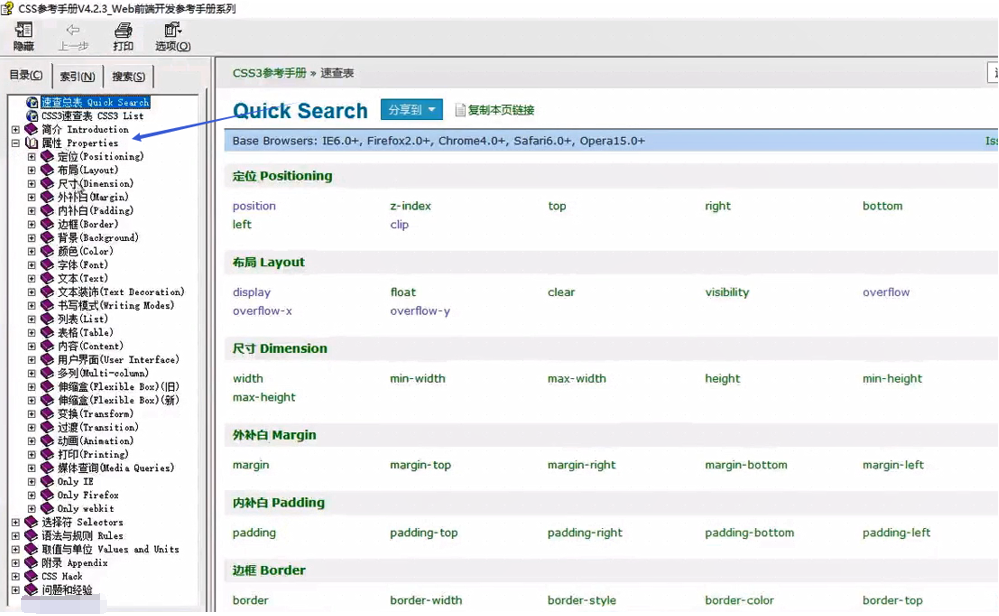 CSS参考手册V4.2.3_Web前端开发参考手册系列
隐藏 上一步 打印 选项(O)
目录(C) 索引(N) 搜索(S)
速查总表 Quick Search
CSS3速查表 CSS3 List
简介 Introduction
属性 Properties
定位(Positioning)
布局(Layout)
尺寸(Dimension)
外补白(Margin)
内补白(Padding)
边框(Border)
背景(Background)
颜色(Color)
字体(Font)
文本(Text)
文本装饰(Text Decoration)
书写模式(Writing Modes)
列表(List)
表格(Table)
内容(Content)
用户界面(User Interface)
多列(Multi-column)
伸缩盒(Flexible Box)(旧)
伸缩盒(Flexible Box)(新)
变换(Transform)
过渡(Transition)
动画(Animation)
打印(Printing)
媒体查询(Media Queries)
Only IE
Only Firefox
Only webkit
选择符 Selectors
语法与规则 Rules
取值与单位 Values and Units
附录 Appendix
CSS Hack
问题和经验
CSS3参考手册 » 速查表
Quick Search 分享到 复制本页链接
Base Browsers: IE6.0+, Firefox2.0+, Chrome4.0+, Safari6.0+, Opera15.0+ Iss
定位 Positioning
position z-index top right bottom
left clip
布局 Layout
display float clear visibility overflow
overflow-x overflow-y
尺寸 Dimension
width min-width max-width height min-height
max-height
外补白 Margin
margin margin-top margin-right margin-bottom margin-left
内补白 Padding
padding padding-top padding-right padding-bottom padding-left
边框 Border
border border-width border-style border-color border-top